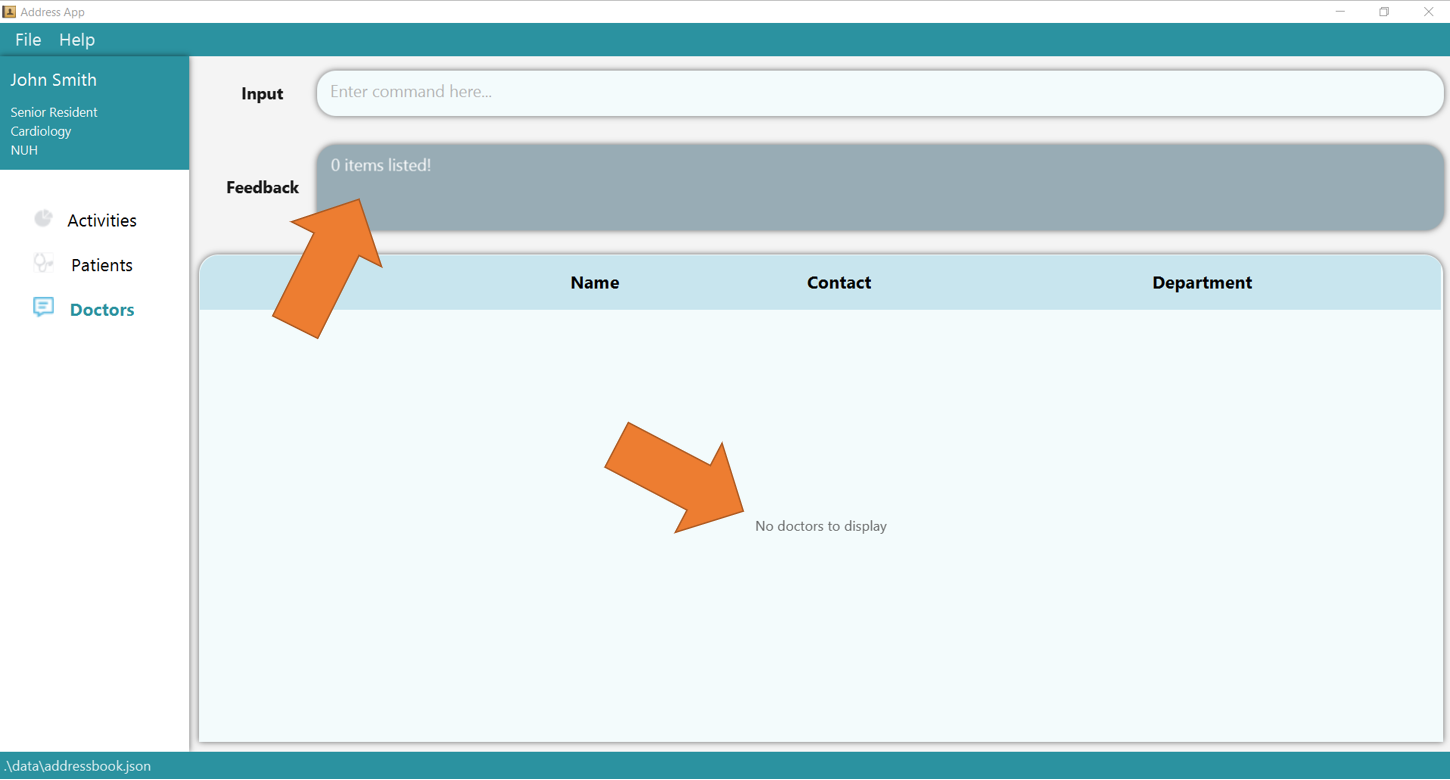 Address App
File Help
John Smith
Senior Resident
Cardiology
NUH
Activities
Patients
Doctors
Input
Enter command here...
Feedback
0 items listed!
Name Contact Department
No doctors to display
.\data\addressbook.json